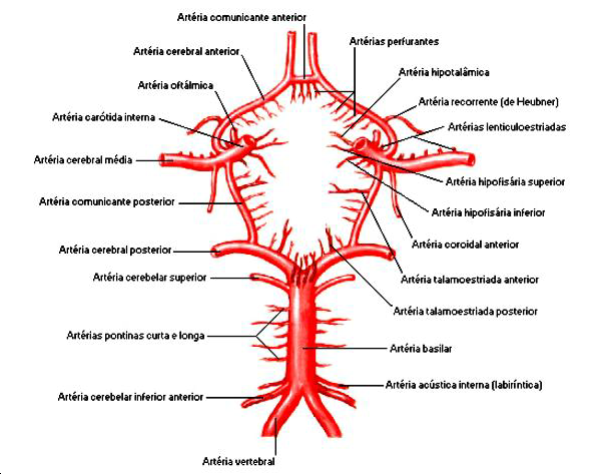 Artéria comunicante anterior
Artéria cerebral anterior
Artérias perfurantes
Artéria oftálmica
Artéria hipotalâmica
Artéria carótida interna
Artéria recorrente (de Heubner)
Artérias lenticuloestriadas
Artéria cerebral média
Artéria hipofisária superior
Artéria comunicante posterior
Artéria hipofisária inferior
Artéria cerebral posterior
Artéria coroidal anterior
Artéria cerebelar superior
Artéria talamoestriada anterior
Artéria talamoestriada posterior
Artérias pontinas curta e longa
Artéria basilar
Artéria cerebelar inferior anterior
Artéria acústica interna (labiríntica)
Artéria vertebral